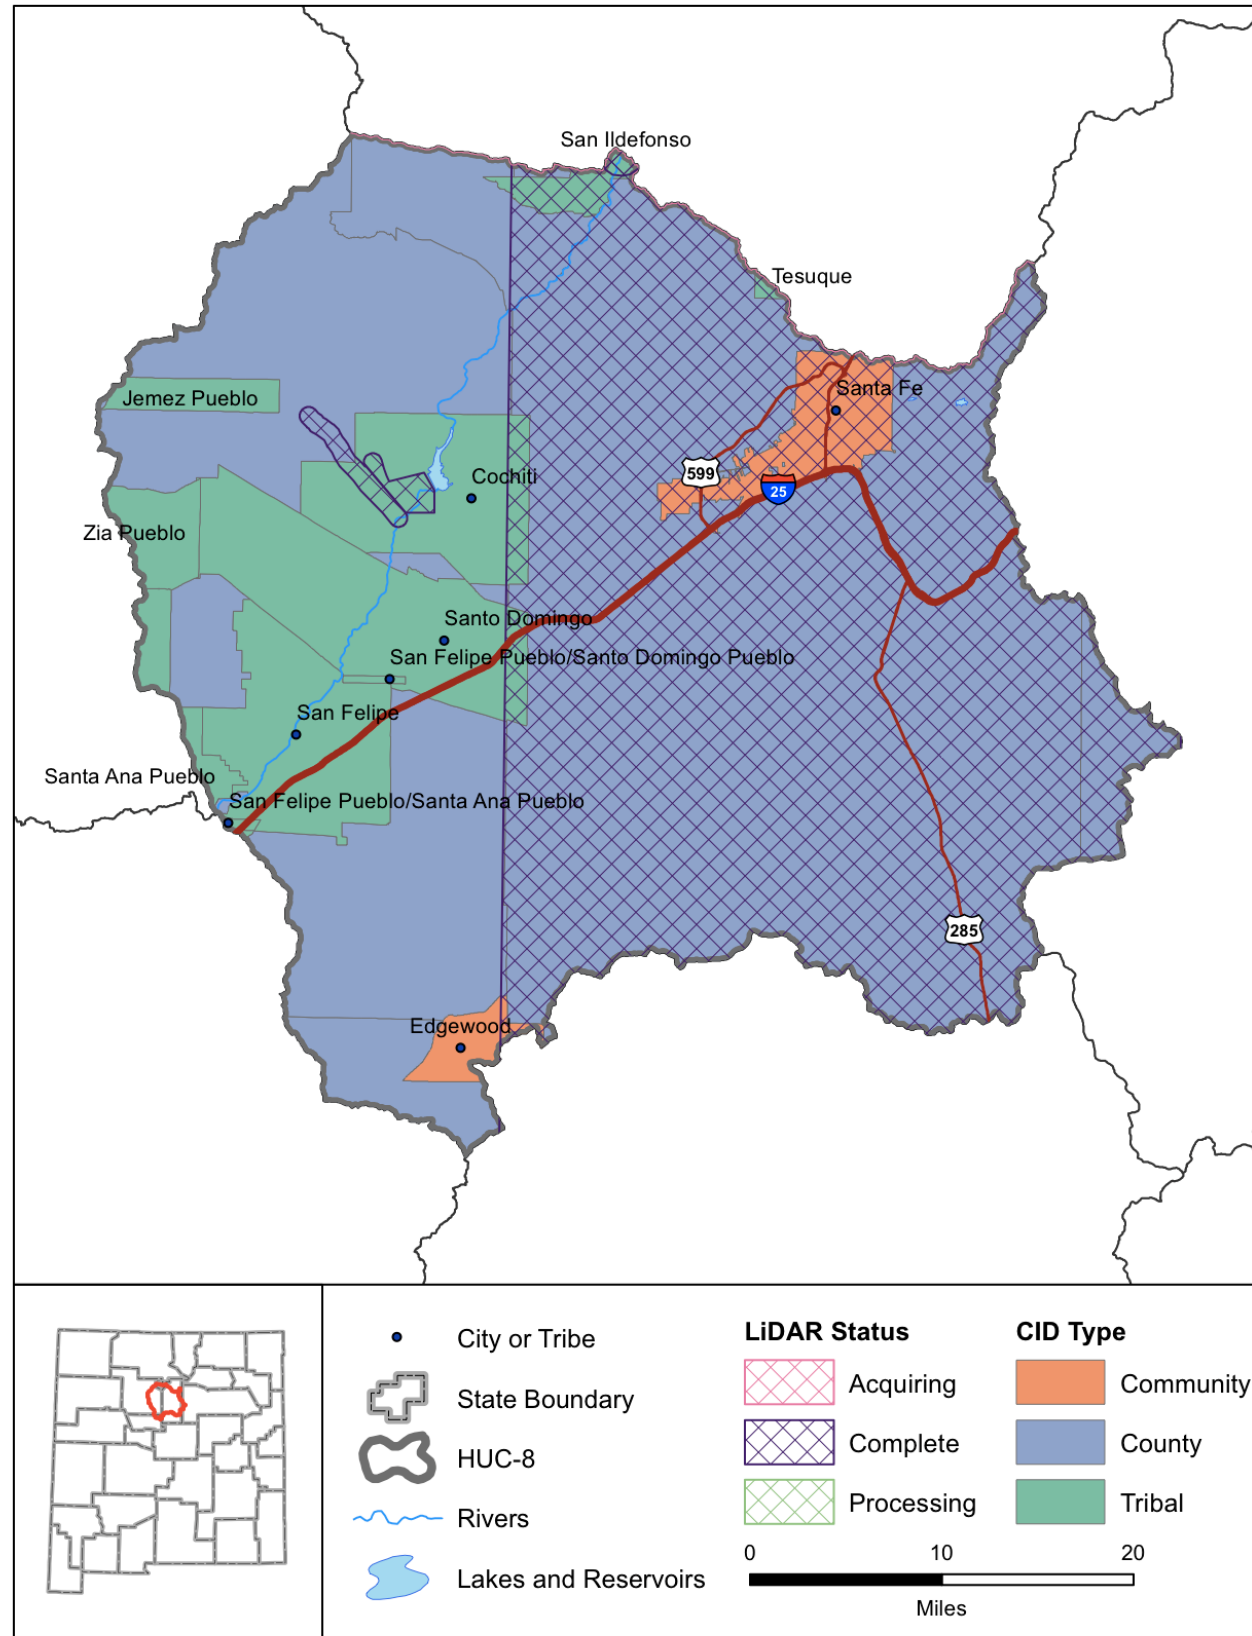 San Ildefonso
Tesuque
Santa Fe
Jemez Pueblo
599
25
Cochiti
Zia Pueblo
Santo Domingo
San Felipe Pueblo/Santo Domingo Pueblo
San Felipe
Santa Ana Pueblo
San Felipe Pueblo/Santa Ana Pueblo
285
Edgewood
City or Tribe
State Boundary
HUC-8
Rivers
Lakes and Reservoirs
LiDAR Status
Acquiring
Complete
Processing
CID Type
Community
County
Tribal
0 10 20
Miles